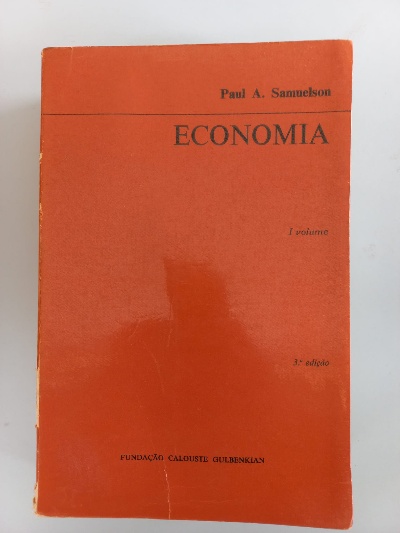 Paul A. Samuelson
ECONOMIA
I volume
3.ª edição
FUNDAÇÃO CALOUSTE GULBENKIAN